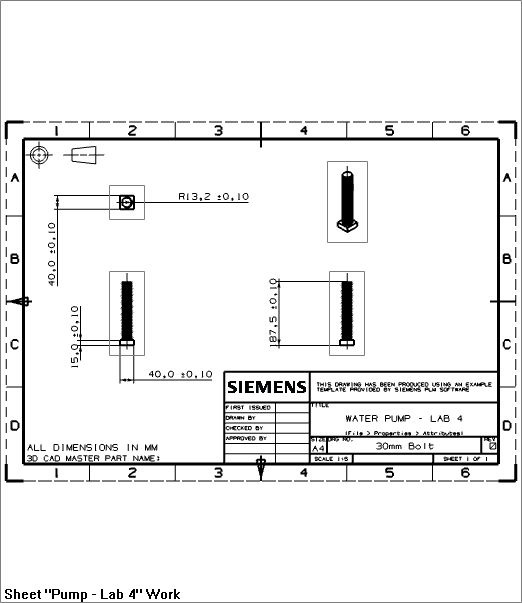 1 2 3 4 5 6
A A
R13,2 ±0,10
40,0 ±0,10
B B
87,5 ±0,10
15,0 ±0,10
C C
40,0 ±0,10
SIEMENS
THIS DRAWING HAS BEEN PRODUCED USING AN EXAMPLE
TEMPLATE PROVIDED BY SIEMENS PLM SOFTWARE
FIRST ISSUED
TITLE
DRAWN BY
WATER PUMP - LAB 4
CHECKED BY
D D
(File > Properties > Attributes)
APPROVED BY
SIZE DRG NO. REV
A4 30mm Bolt
ALL DIMENSIONS IN MM
3D CAD MASTER PART NAME:
SCALE 1:5 SHEET 1 OF 1
1 2 3 4 5 6
Sheet "Pump - Lab 4" Work